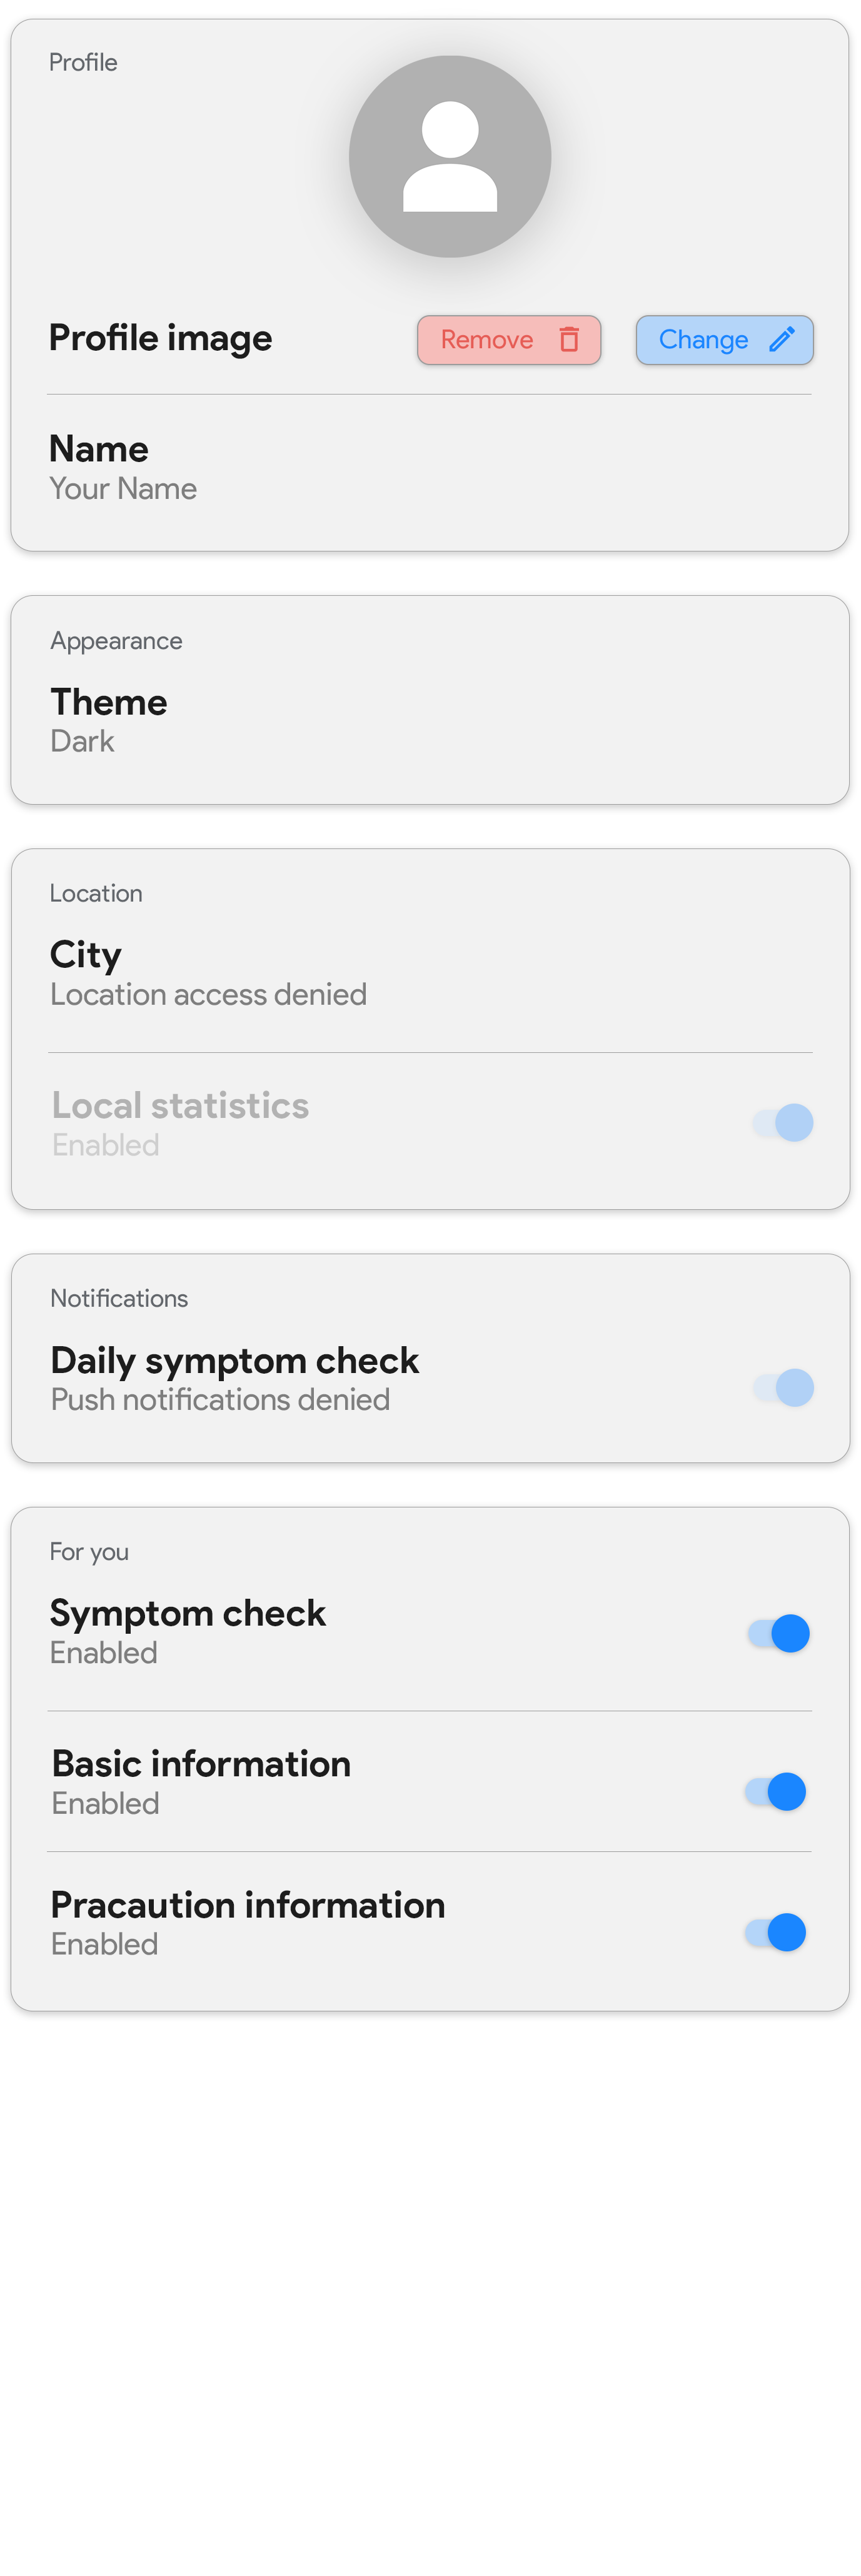 Profile
Profile image
Remove
Change
Name
Your Name
Appearance
Theme
Dark
Location
City
Location access denied
Local statistics
Enabled
Notifications
Daily symptom check
Push notifications denied
For you
Symptom check
Enabled
Basic information
Enabled
Pracaution information
Enabled